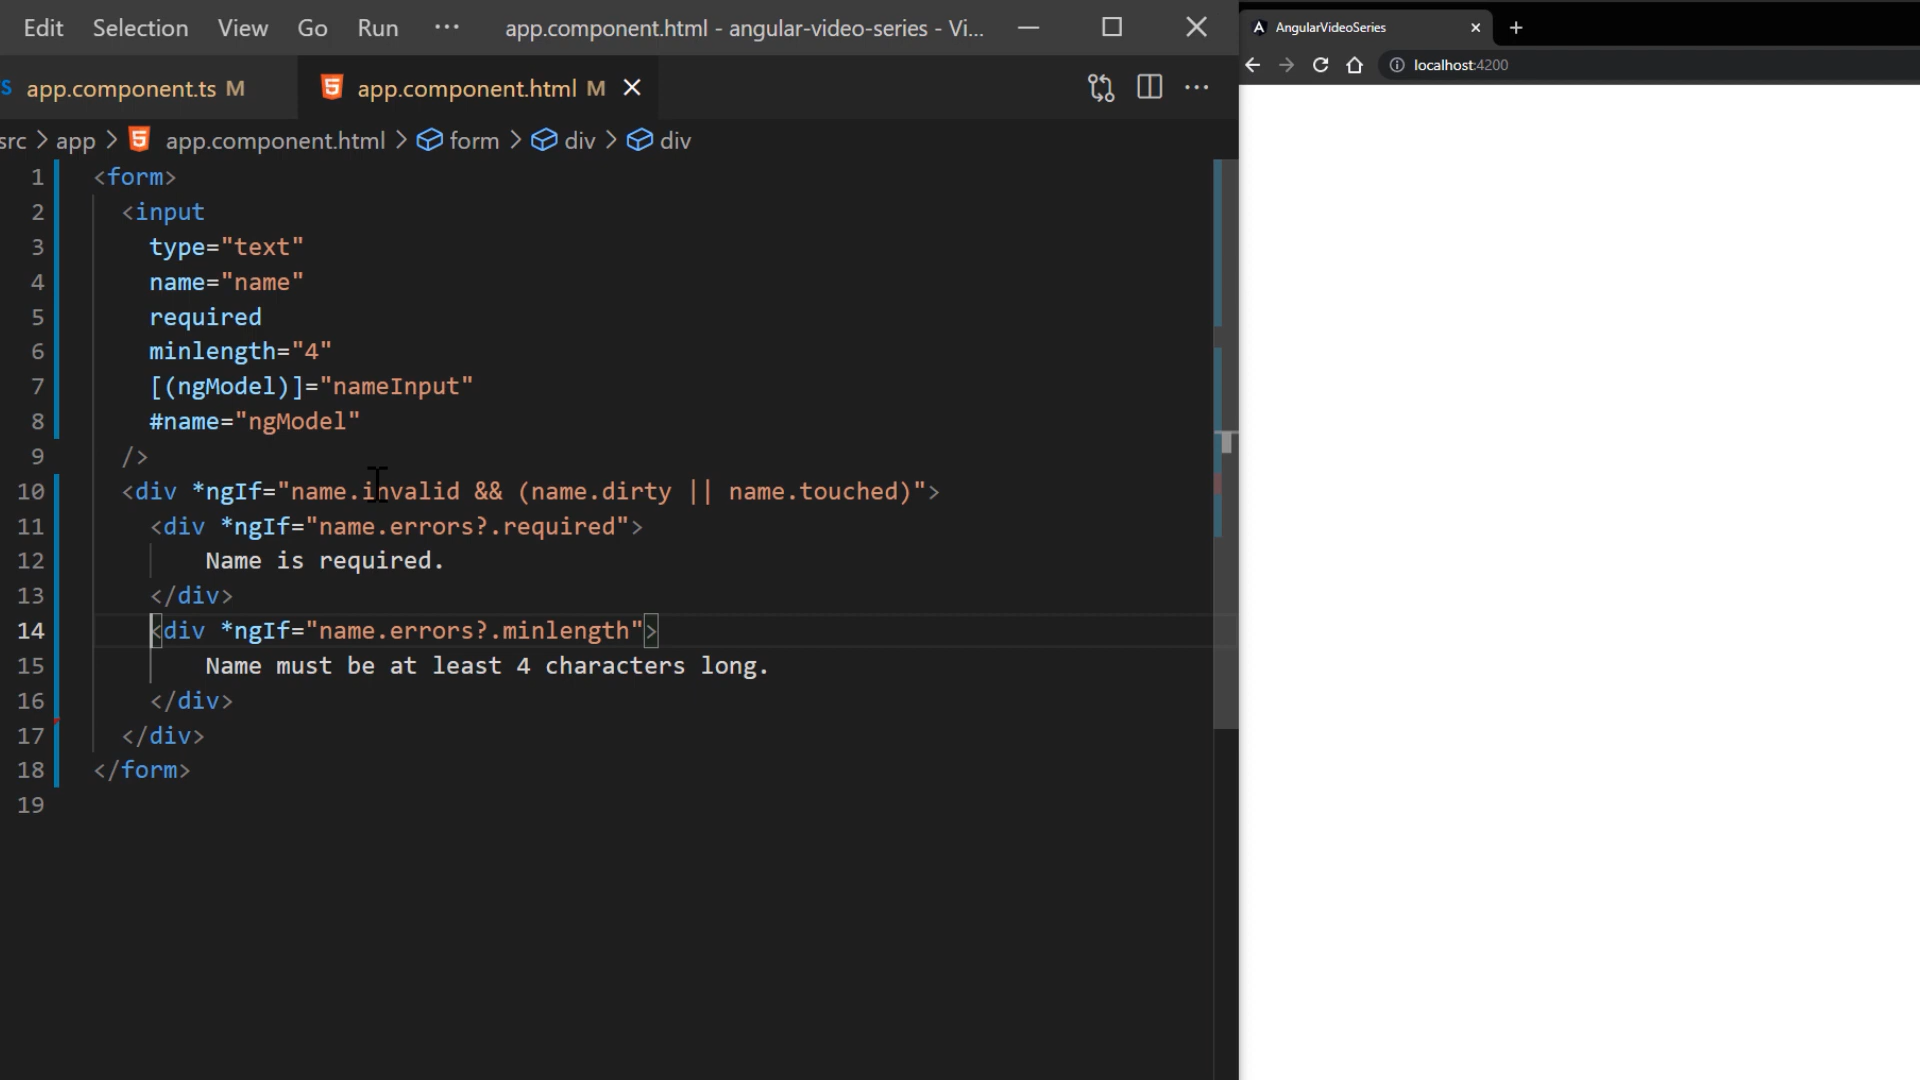 Edit Selection View Go Run ··· app.component.html - angular-video-series - Vi...
AngularVideoSeries
localhost:4200
app.component.ts M
app.component.html M
src > app > app.component.html > form > div > div
1 <form>
2 <input
3 type="text"
4 name="name"
5 required
6 minlength="4"
7 [(ngModel)]="nameInput"
8 #name="ngModel"
9 />
10 <div *ngIf="name.invalid && (name.dirty || name.touched)">
11 <div *ngIf="name.errors?.required">
12 Name is required.
13 </div>
14 <div *ngIf="name.errors?.minlength">
15 Name must be at least 4 characters long.
16 </div>
17 </div>
18 </form>
19